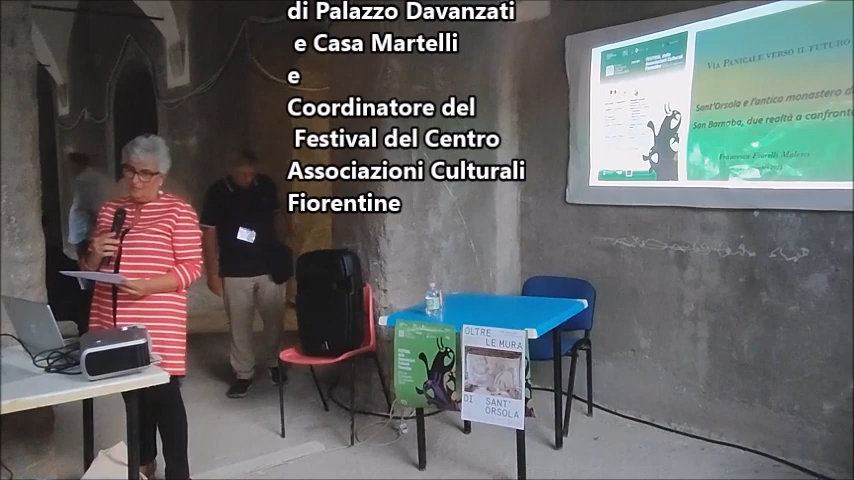 di Palazzo Davanzati
e Casa Martelli
e
Coordinatore del
Festival del Centro
Associazioni Culturali
Fiorentine
VIA PANICALE VERSO IL FUTURO
Sant'Orsola e l'antico monastero d
San Barnaba, due realtà a confronto
OLTRE
LE MURA
DI SANT'
ORSOLA